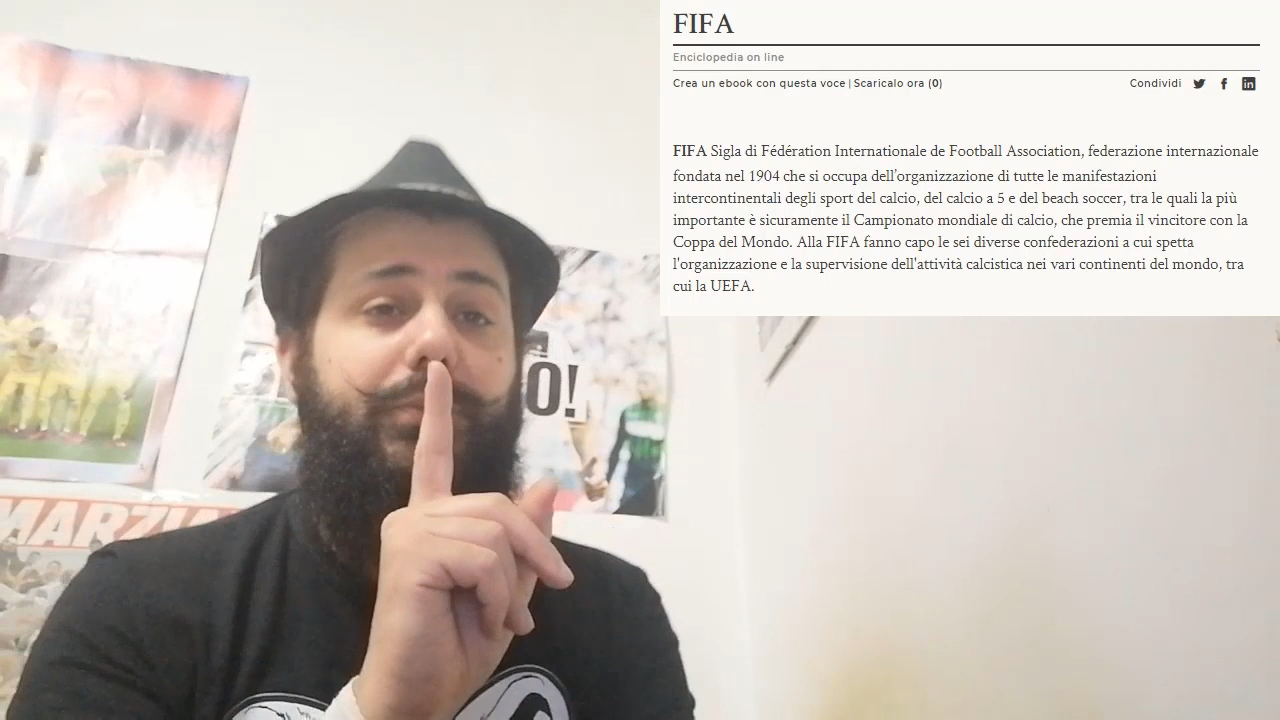 FIFA
Enciclopedia on line
Crea un ebook con questa voce | Scaricalo ora (0)
Condividi
FIFA Sigla di Fédération Internationale de Football Association, federazione internazionale
fondata nel 1904 che si occupa dell'organizzazione di tutte le manifestazioni
intercontinentali degli sport del calcio, del calcio a 5 e del beach soccer, tra le quali la più
importante è sicuramente il Campionato mondiale di calcio, che premia il vincitore con la
Coppa del Mondo. Alla FIFA fanno capo le sei diverse confederazioni a cui spetta
l'organizzazione e la supervisione dell'attività calcistica nei vari continenti del mondo, tra
cui la UEFA.
O!
MARZIA